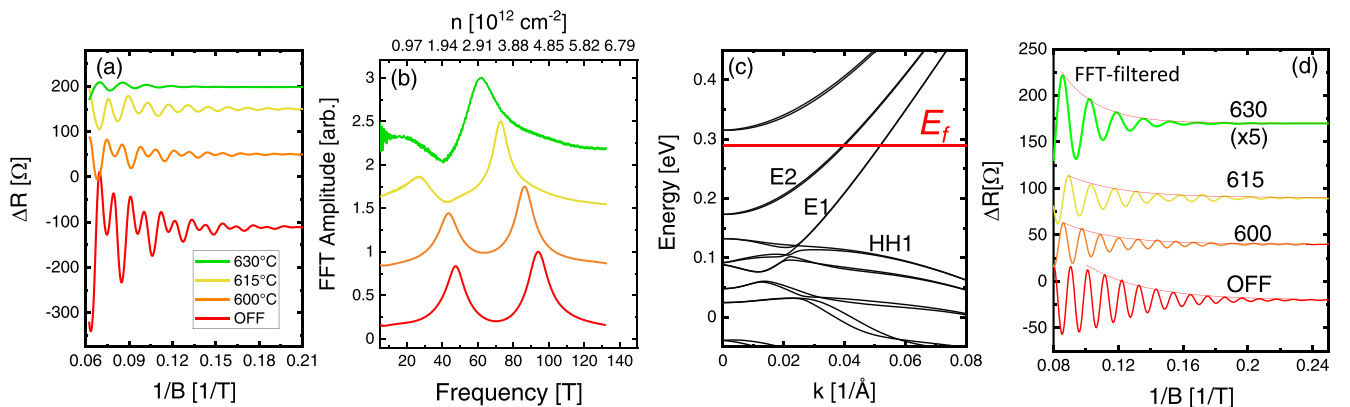 (a)
200
100
0
-100
-200
-300
ΔR [Ω]
630°C
615°C
600°C
OFF
0.06 0.09 0.12 0.15 0.18 0.21
1/B [1/T]
n [10¹² cm⁻²]
0.97 1.94 2.91 3.88 4.85 5.82 6.79
(b)
3
2.5
2
1.5
1
0.5
0
FFT Amplitude [arb.]
30 60 90 120 150
Frequency [T]
(c)
0.4
0.3
0.2
0.1
0
Energy [eV]
E_f
E2
E1
HH1
0 0.02 0.04 0.06 0.08
k [1/Å]
(d)
250
200
150
100
50
0
-50
ΔR[Ω]
FFT-filtered
630
(x5)
615
600
OFF
0.08 0.12 0.16 0.20 0.24
1/B [1/T]